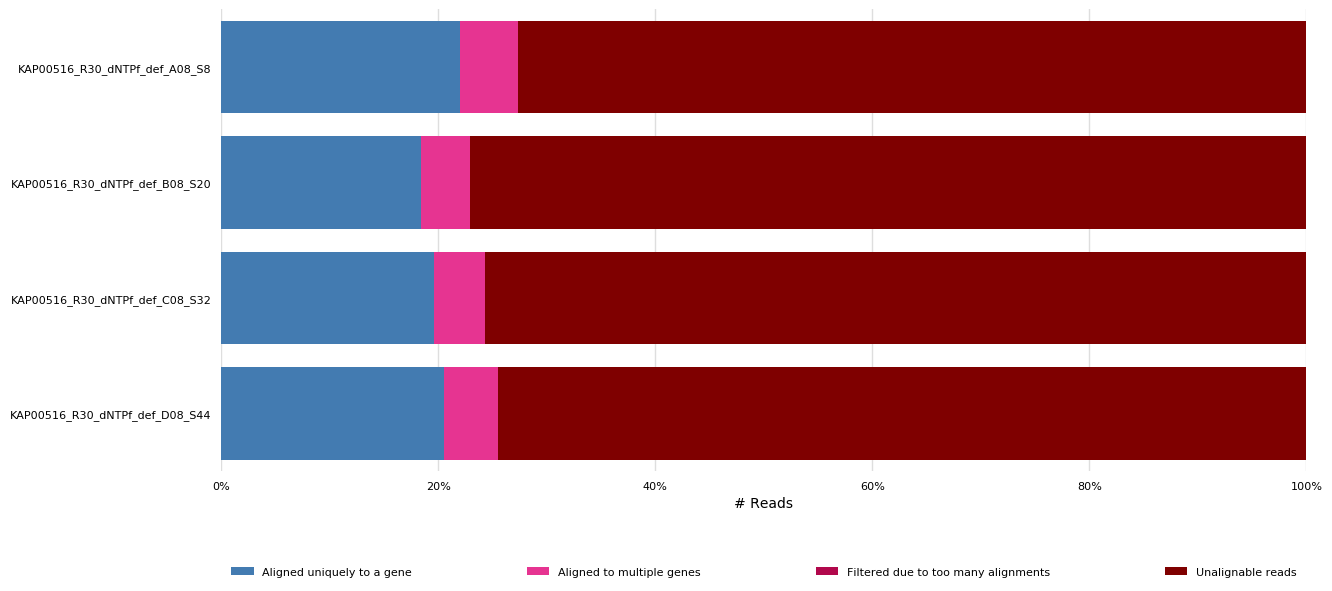 KAP00516_R30_dNTPf_def_A08_S8
KAP00516_R30_dNTPf_def_B08_S20
KAP00516_R30_dNTPf_def_C08_S32
KAP00516_R30_dNTPf_def_D08_S44
0% 20% 40% 60% 80% 100%
# Reads
Aligned uniquely to a gene Aligned to multiple genes Filtered due to too many alignments Unalignable reads